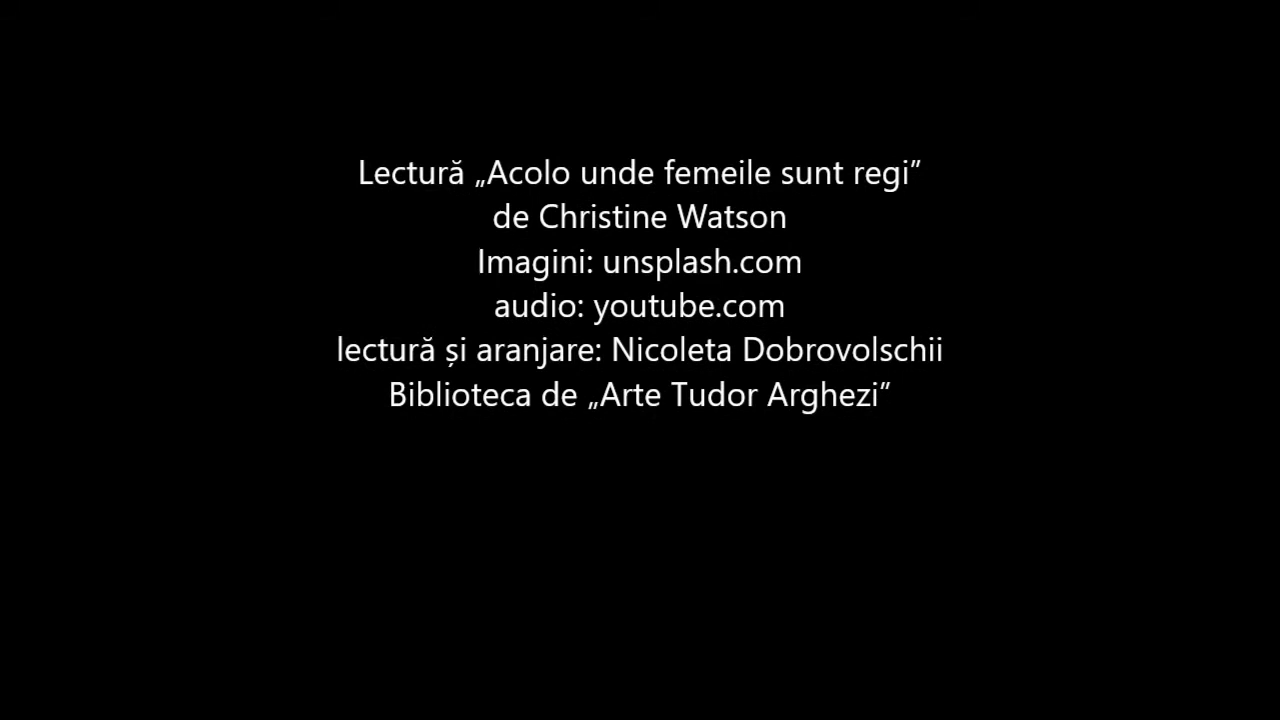 Lectură „Acolo unde femeile sunt regi”
de Christine Watson
Imagini: unsplash.com
audio: youtube.com
lectură și aranjare: Nicoleta Dobrovolschii
Biblioteca de „Arte Tudor Arghezi”